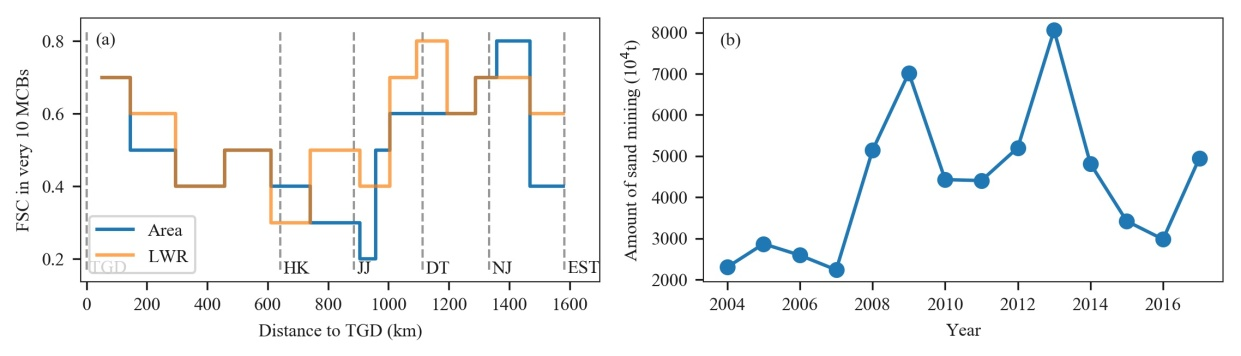 (a)
FSC in very 10 MCBs
0.8
0.6
0.4
0.2
Area
LWR
TGD
HK
JJ
DT
NJ
EST
0 200 400 600 800 1000 1200 1400 1600
Distance to TGD (km)
(b)
Amount of sand mining (10⁴t)
8000
7000
6000
5000
4000
3000
2000
2004 2006 2008 2010 2012 2014 2016
Year